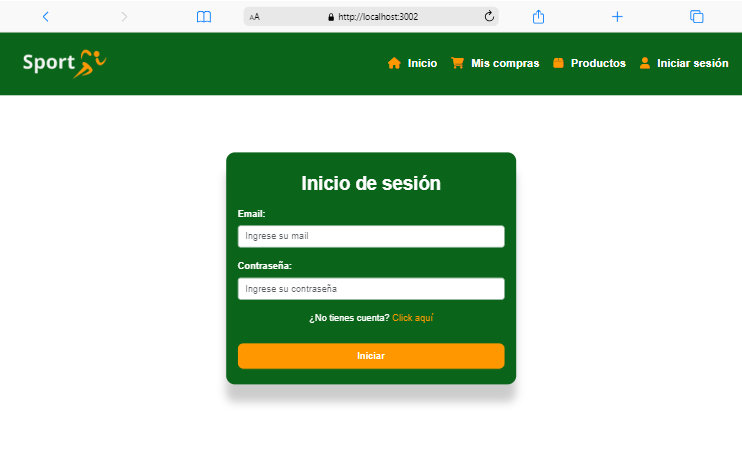 AA http://localhost:3002
Sport Inicio Mis compras Productos Iniciar sesión
Inicio de sesión
Email:
Ingrese su mail
Contraseña:
Ingrese su contraseña
¿No tienes cuenta? Click aquí
Iniciar